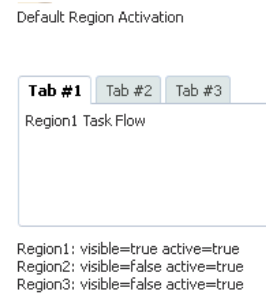 Default Region Activation
Tab #1 Tab #2 Tab #3
Region1 Task Flow
Region1: visible=true active=true
Region2: visible=false active=true
Region3: visible=false active=true